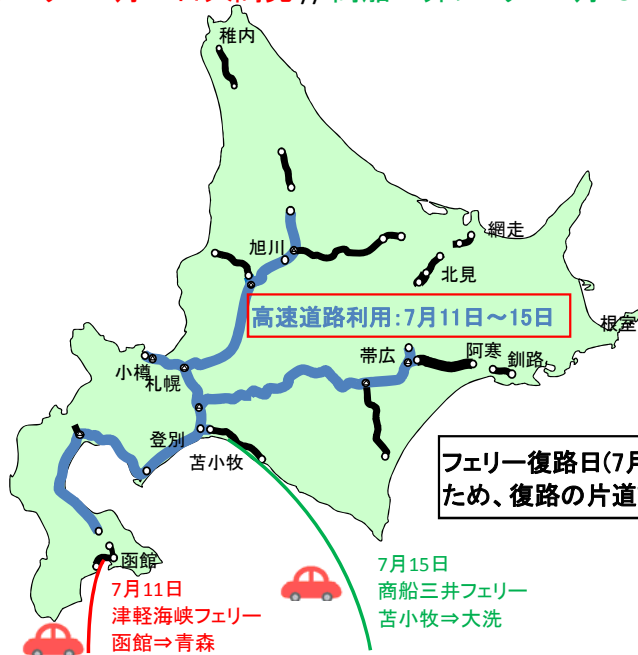 稚内
網走
旭川
北見
高速道路利用：7月11日～15日
根室
帯広
阿寒
釧路
小樽
札幌
登別
苫小牧
フェリー復路日(7月
ため、復路の片道
函館
7月11日
津軽海峡フェリー
函館⇒青森
7月15日
商船三井フェリー
苫小牧⇒大洗